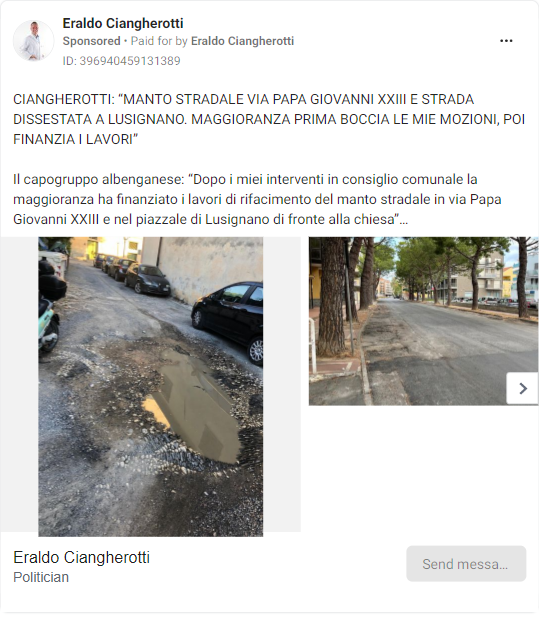 Eraldo Ciangherotti
Sponsored • Paid for by Eraldo Ciangherotti
ID: 396940459131389
CIANGHEROTTI: “MANTO STRADALE VIA PAPA GIOVANNI XXIII E STRADA
DISSESTATA A LUSIGNANO. MAGGIORANZA PRIMA BOCCIA LE MIE MOZIONI, POI
FINANZIA I LAVORI”
Il capogruppo albenganese: “Dopo i miei interventi in consiglio comunale la
maggioranza ha finanziato i lavori di rifacimento del manto stradale in via Papa
Giovanni XXIII e nel piazzale di Lusignano di fronte alla chiesa”...
Eraldo Ciangherotti
Politician
Send messa...